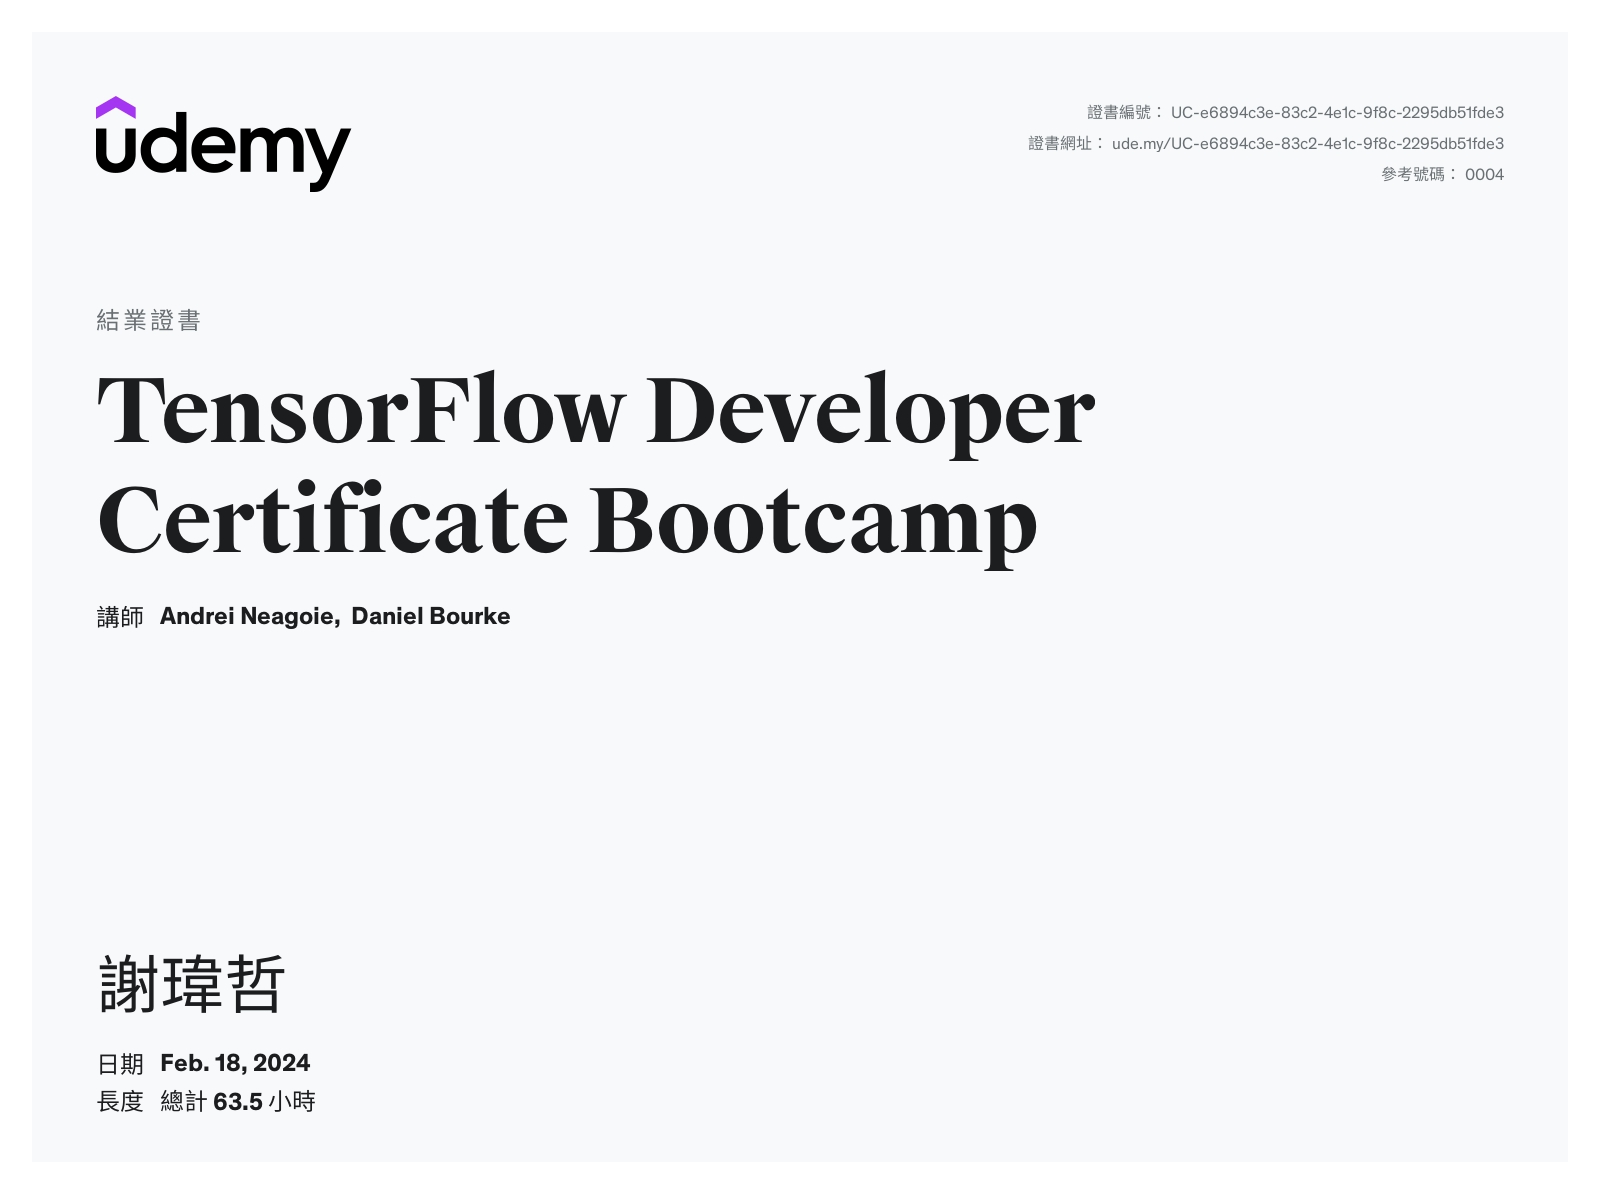 udemy
證書編號： UC-e6894c3e-83c2-4e1c-9f8c-2295db51fde3
證書網址： ude.my/UC-e6894c3e-83c2-4e1c-9f8c-2295db51fde3
參考號碼： 0004
結業證書
TensorFlow Developer
Certificate Bootcamp
講師 Andrei Neagoie, Daniel Bourke
謝瑋哲
日期 Feb. 18, 2024
長度 總計 63.5 小時